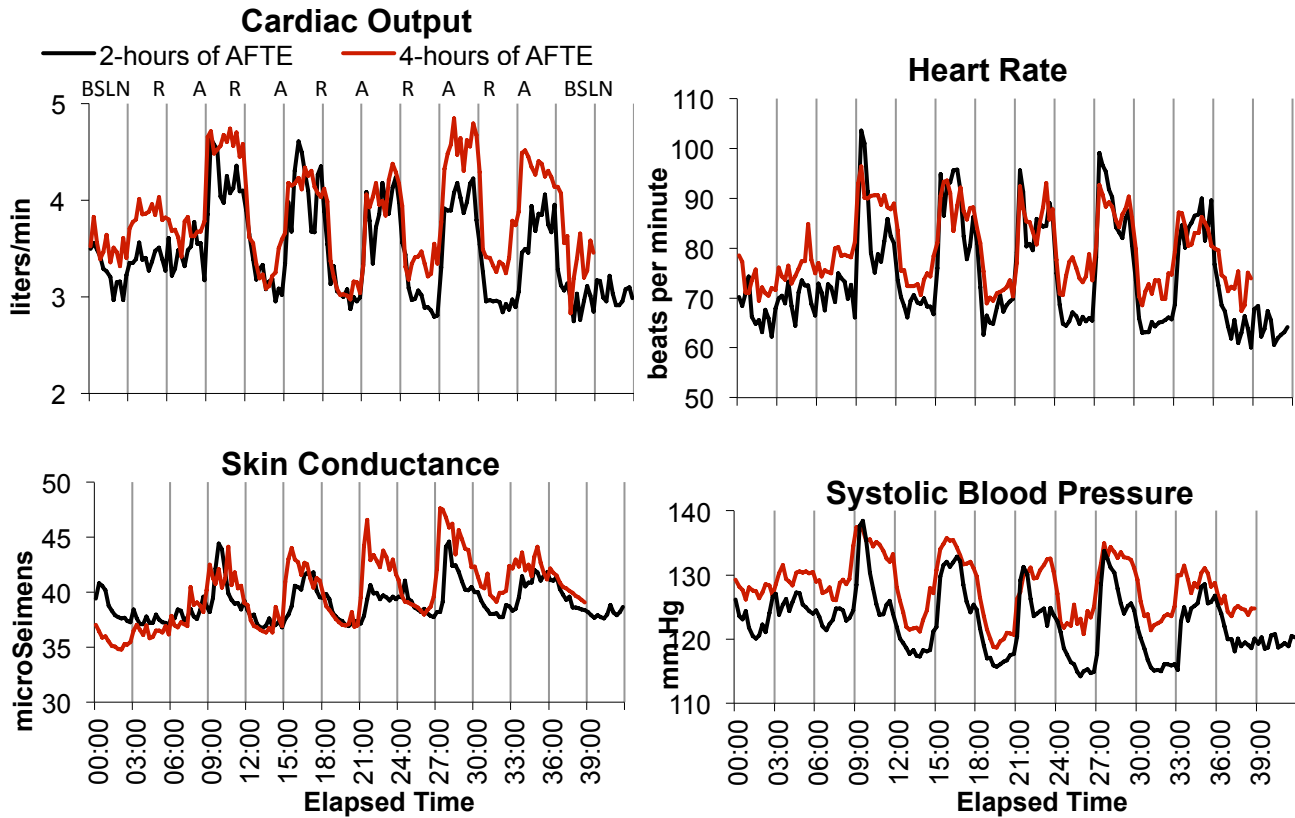 Cardiac Output
2-hours of AFTE 4-hours of AFTE
BSLN R A R A R A R A R A BSLN
5
4
3
2
liters/min
Heart Rate
110
100
90
80
70
60
50
beats per minute
Skin Conductance
50
45
40
35
30
microSeimens
00:00 03:00 06:00 09:00 12:00 15:00 18:00 21:00 24:00 27:00 30:00 33:00 36:00 39:00
Elapsed Time
Systolic Blood Pressure
140
130
120
110
mmHg
00:00 03:00 06:00 09:00 12:00 15:00 18:00 21:00 24:00 27:00 30:00 33:00 36:00 39:00
Elapsed Time